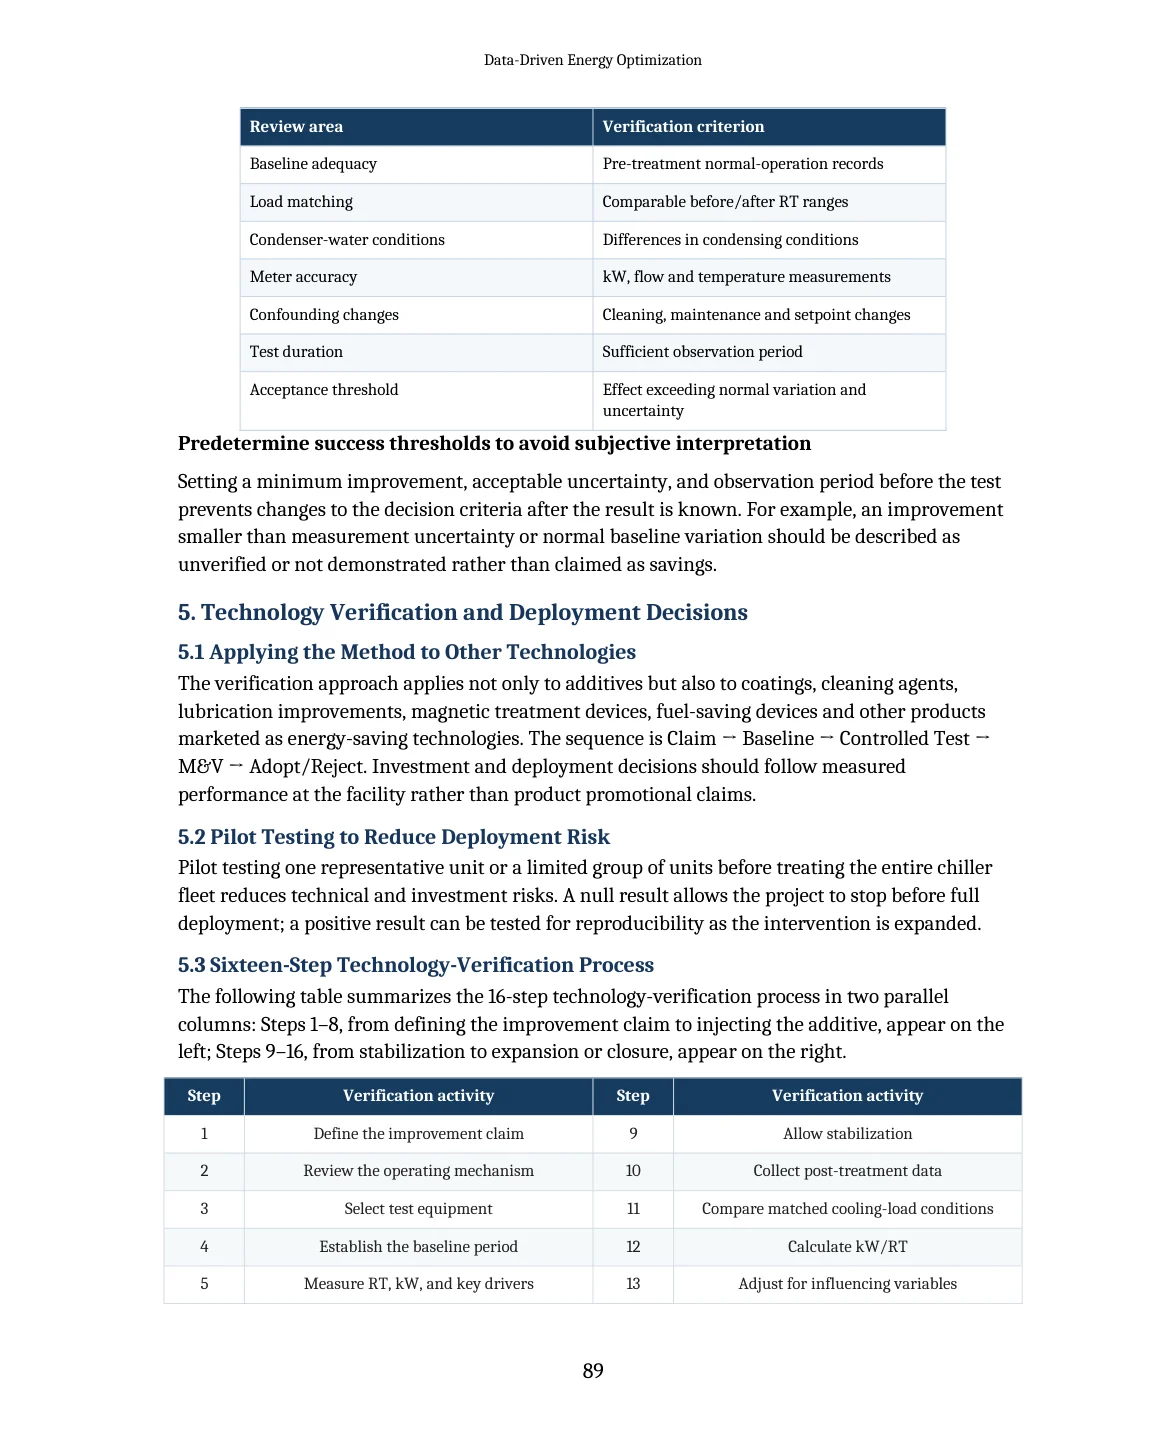 Data-Driven Energy Optimization
Review area Verification criterion
Baseline adequacy Pre-treatment normal-operation records
Load matching Comparable before/after RT ranges
Condenser-water conditions Differences in condensing conditions
Meter accuracy kW, flow and temperature measurements
Confounding changes Cleaning, maintenance and setpoint changes
Test duration Sufficient observation period
Acceptance threshold Effect exceeding normal variation and
uncertainty
Predetermine success thresholds to avoid subjective interpretation
Setting a minimum improvement, acceptable uncertainty, and observation period before the test
prevents changes to the decision criteria after the result is known. For example, an improvement
smaller than measurement uncertainty or normal baseline variation should be described as
unverified or not demonstrated rather than claimed as savings.
5. Technology Verification and Deployment Decisions
5.1 Applying the Method to Other Technologies
The verification approach applies not only to additives but also to coatings, cleaning agents,
lubrication improvements, magnetic treatment devices, fuel-saving devices and other products
marketed as energy-saving technologies. The sequence is Claim → Baseline → Controlled Test →
M&V → Adopt/Reject. Investment and deployment decisions should follow measured
performance at the facility rather than product promotional claims.
5.2 Pilot Testing to Reduce Deployment Risk
Pilot testing one representative unit or a limited group of units before treating the entire chiller
fleet reduces technical and investment risks. A null result allows the project to stop before full
deployment; a positive result can be tested for reproducibility as the intervention is expanded.
5.3 Sixteen-Step Technology-Verification Process
The following table summarizes the 16-step technology-verification process in two parallel
columns: Steps 1–8, from defining the improvement claim to injecting the additive, appear on the
left; Steps 9–16, from stabilization to expansion or closure, appear on the right.
Step Verification activity Step Verification activity
1 Define the improvement claim 9 Allow stabilization
2 Review the operating mechanism 10 Collect post-treatment data
3 Select test equipment 11 Compare matched cooling-load conditions
4 Establish the baseline period 12 Calculate kW/RT
5 Measure RT, kW, and key drivers 13 Adjust for influencing variables
89